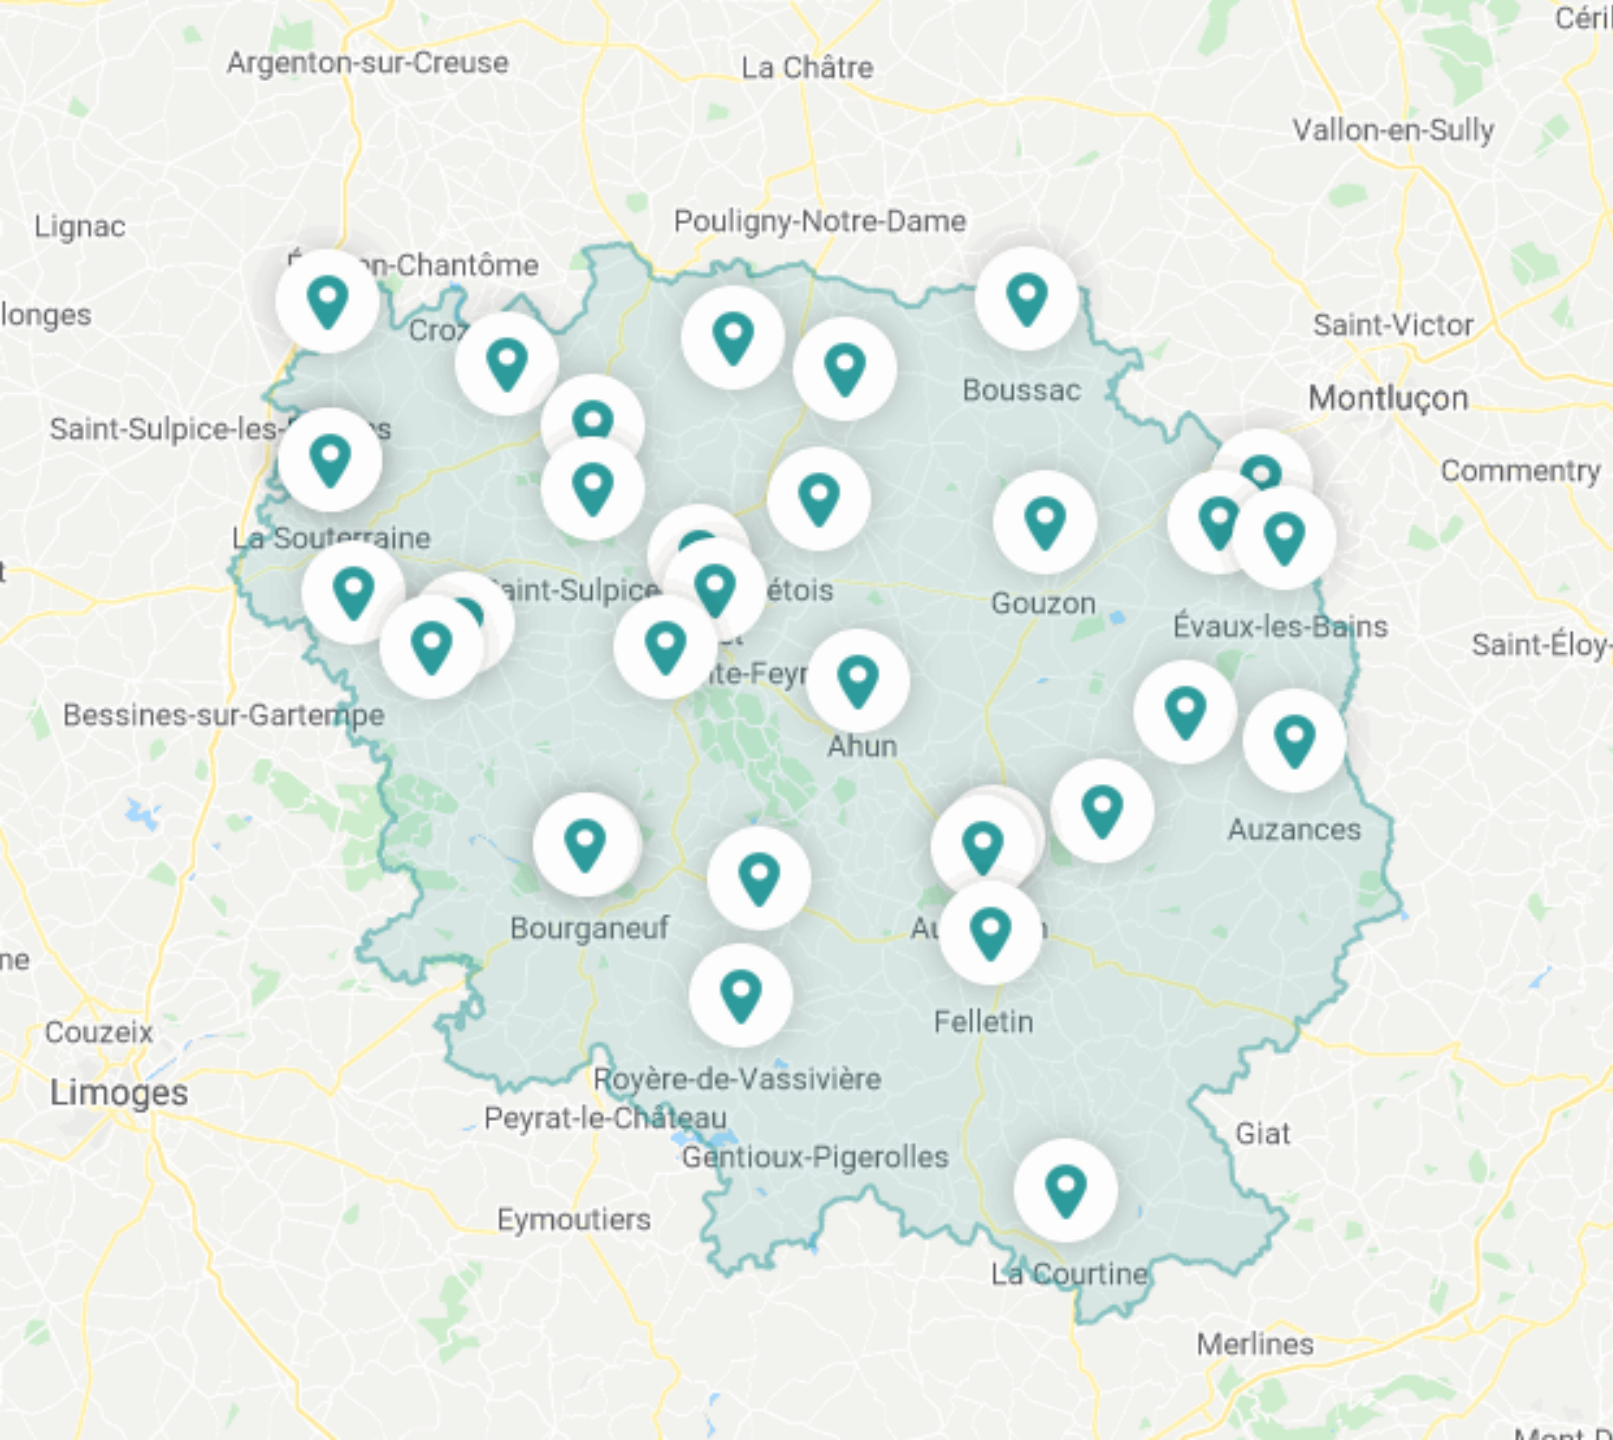 Argenton-sur-Creuse
La Châtre
Vallon-en-Sully
Lignac
Pouligny-Notre-Dame
on-Chantôme
longes
Croz
Saint-Victor
Boussac
Montluçon
Saint-Sulpice-les-
es
Commentry
La Souterraine
aint-Sulpice
étois
Gouzon
Évaux-les-Bains
Saint-Éloy-
te-Feyr
Bessines-sur-Gartempe
Ahun
Auzances
Bourganeuf
Au
n
ne
Felletin
Couzeix
Limoges
Royère-de-Vassivière
Peyrat-le-Château
Giat
Gentioux-Pigerolles
Eymoutiers
La Courtine
Merlines